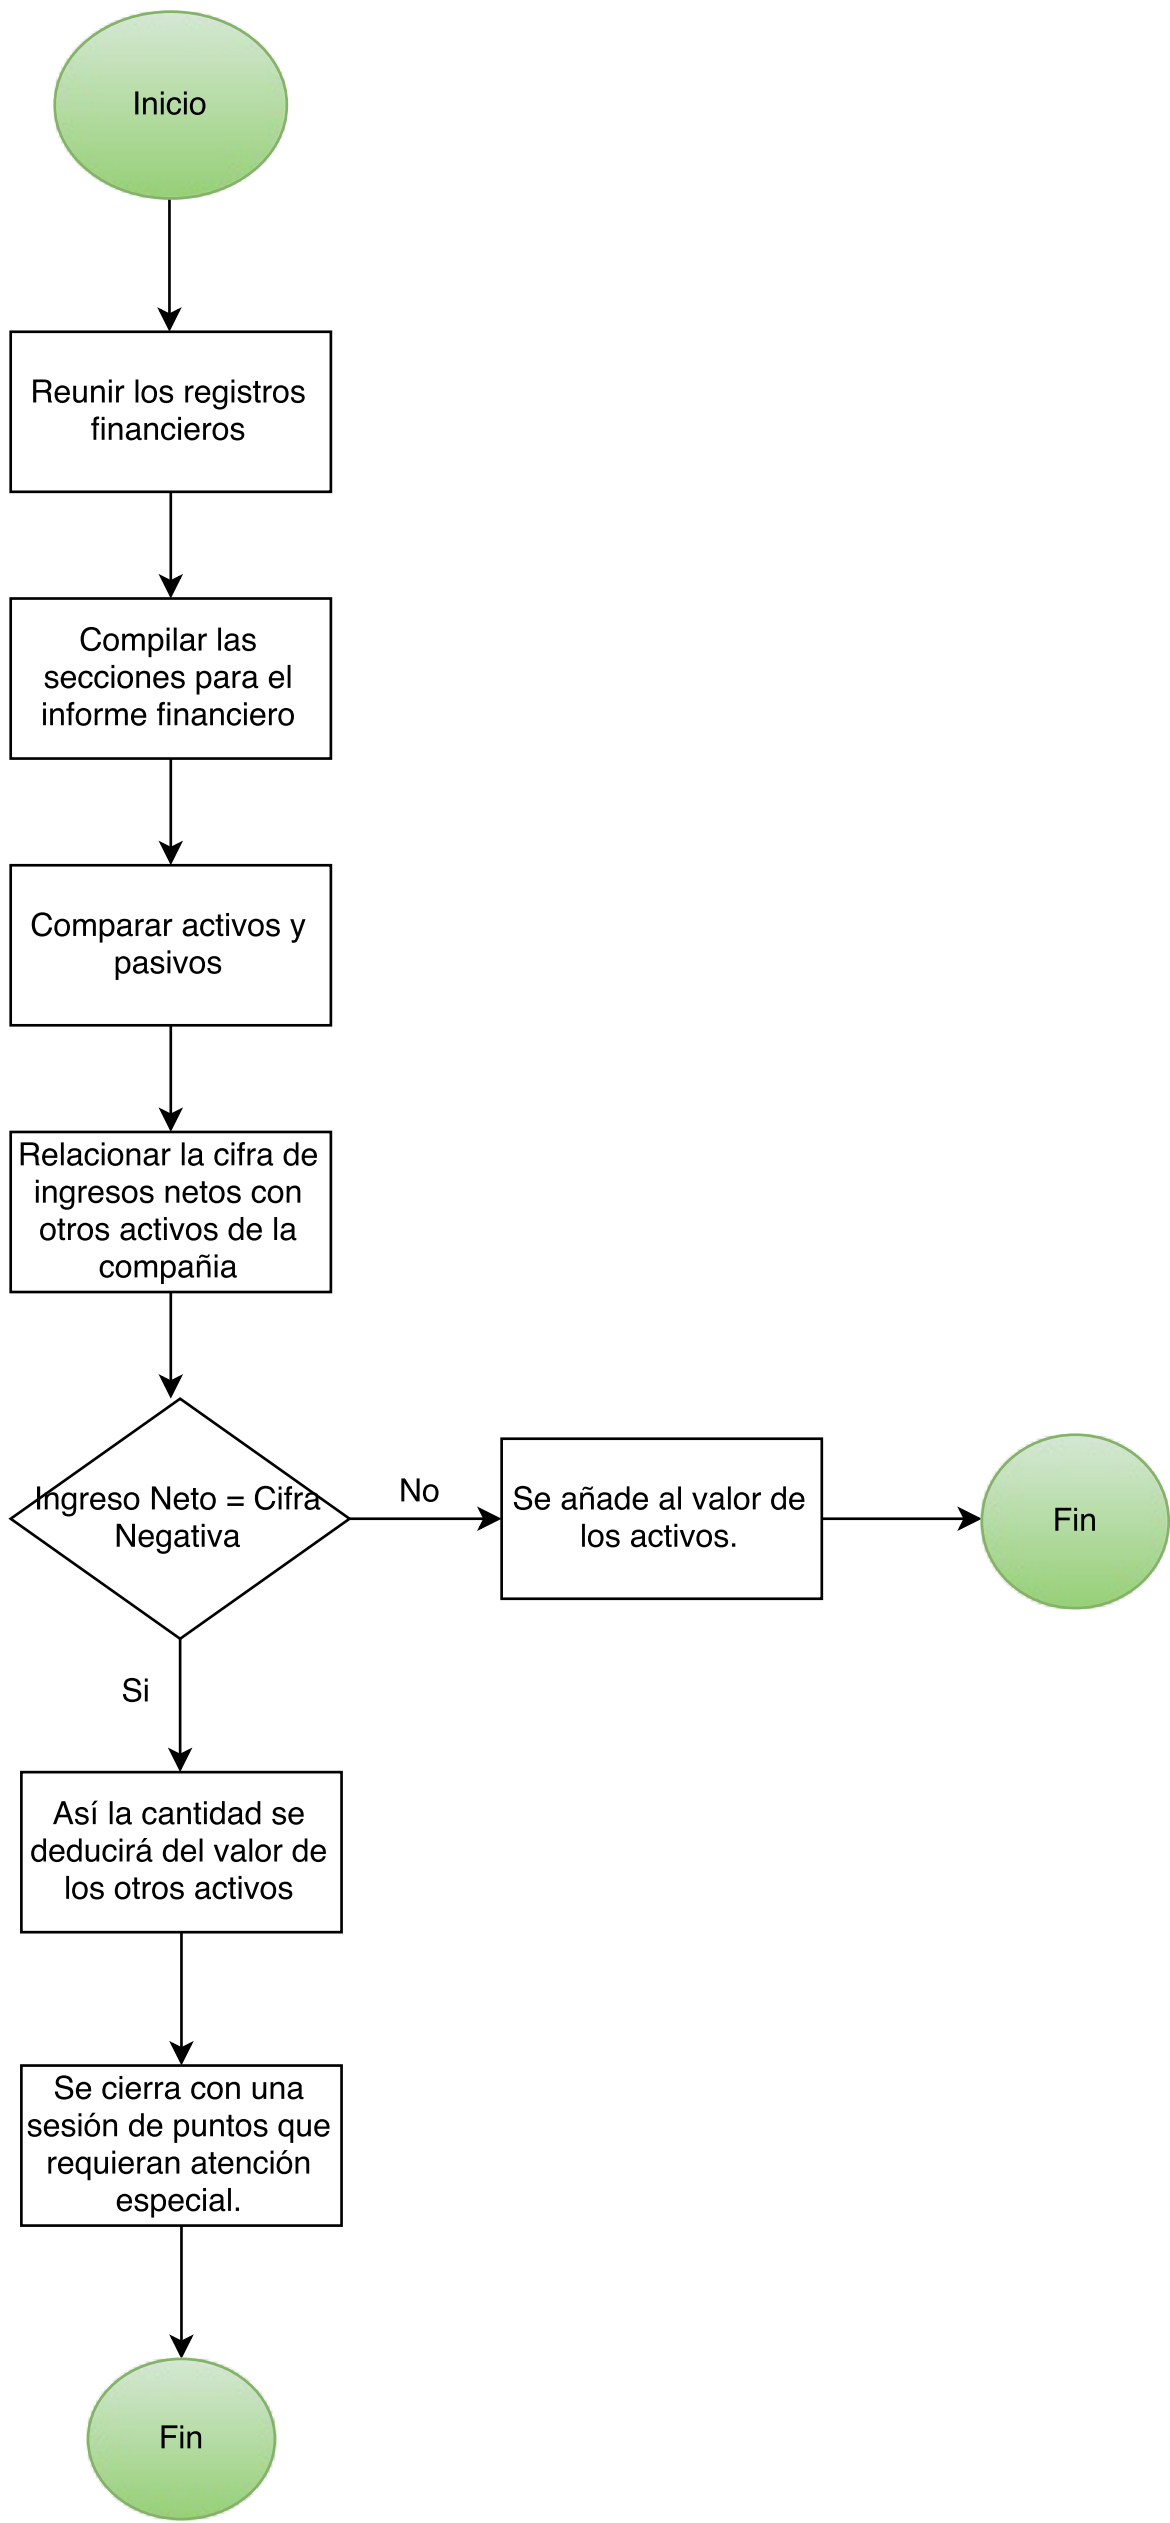 Inicio
Reunir los registros
financieros
Compilar las
secciones para el
informe financiero
Comparar activos y
pasivos
Relacionar la cifra de
ingresos netos con
otros activos de la
compañia
Ingreso Neto = Cifra
Negativa
No
Se añade al valor de
los activos.
Fin
Si
Así la cantidad se
deducirá del valor de
los otros activos
Se cierra con una
sesión de puntos que
requieran atención
especial.
Fin